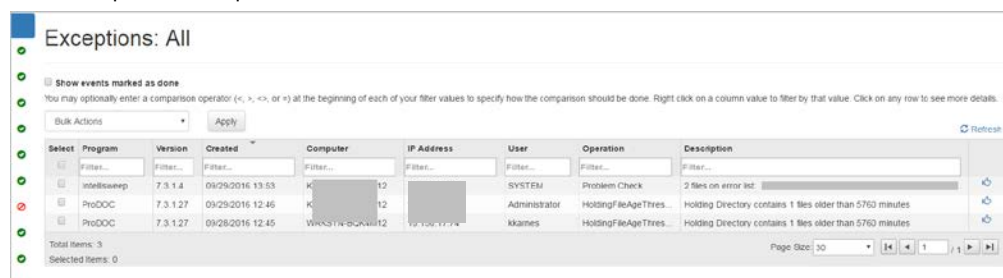 Exceptions: All
Show events marked as done
You may optionally enter a comparison operator (<, >, <>, or =) at the beginning of each of your filter values to specify how the comparison should be done. Right click on a column value to filter by that value. Click on any row to see more details.
Bulk Actions Apply
Refresh
Select Program Version Created Computer IP Address User Operation Description
Filter... Filter... Filter... Filter... Filter... Filter... Filter... Filter...
Intellisweep 7.3.1.4 09/29/2016 13:53 K 12 SYSTEM Problem Check 2 files on error list:
ProDOC 7.3.1.27 09/29/2016 12:46 K 12 Administrator HoldingFileAgeThres... Holding Directory contains 1 files older than 5760 minutes
ProDOC 7.3.1.27 09/28/2016 12:45 kkames HoldingFileAgeThres... Holding Directory contains 1 files older than 5760 minutes
Total Items: 3 Page Size: 30 1 / 1
Selected Items: 0